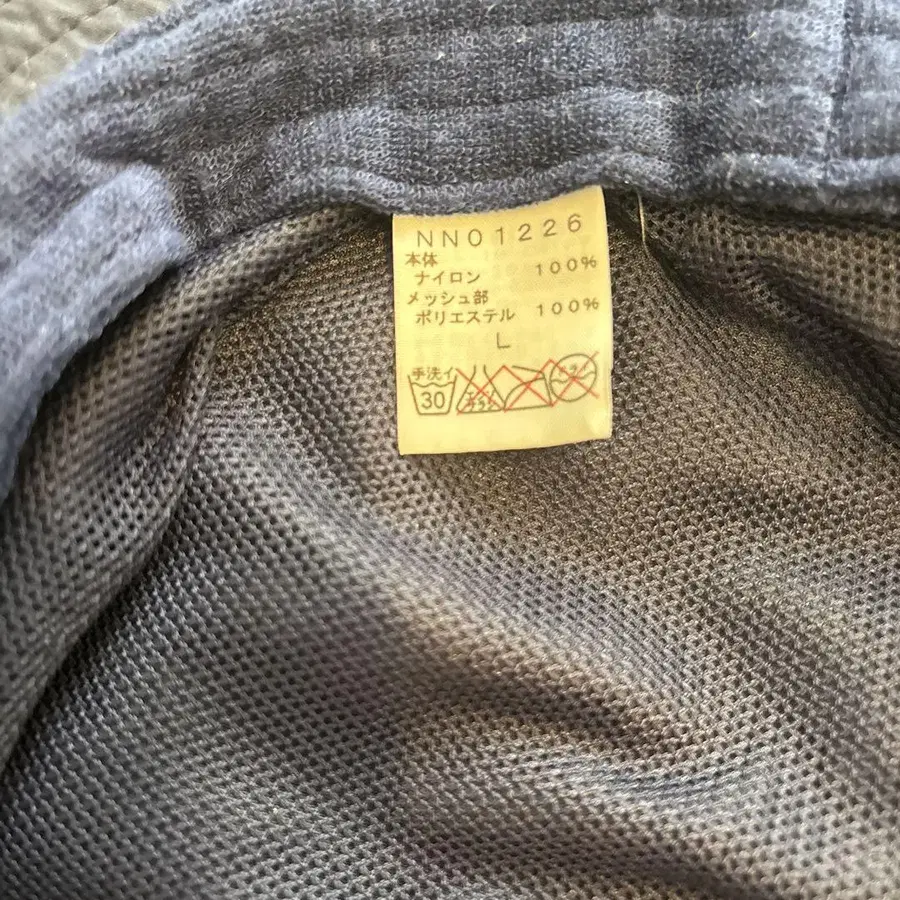 NN01226
本体
ナイロン 100%
メッシュ部
ポリエステル 100%
L
手洗イ
30